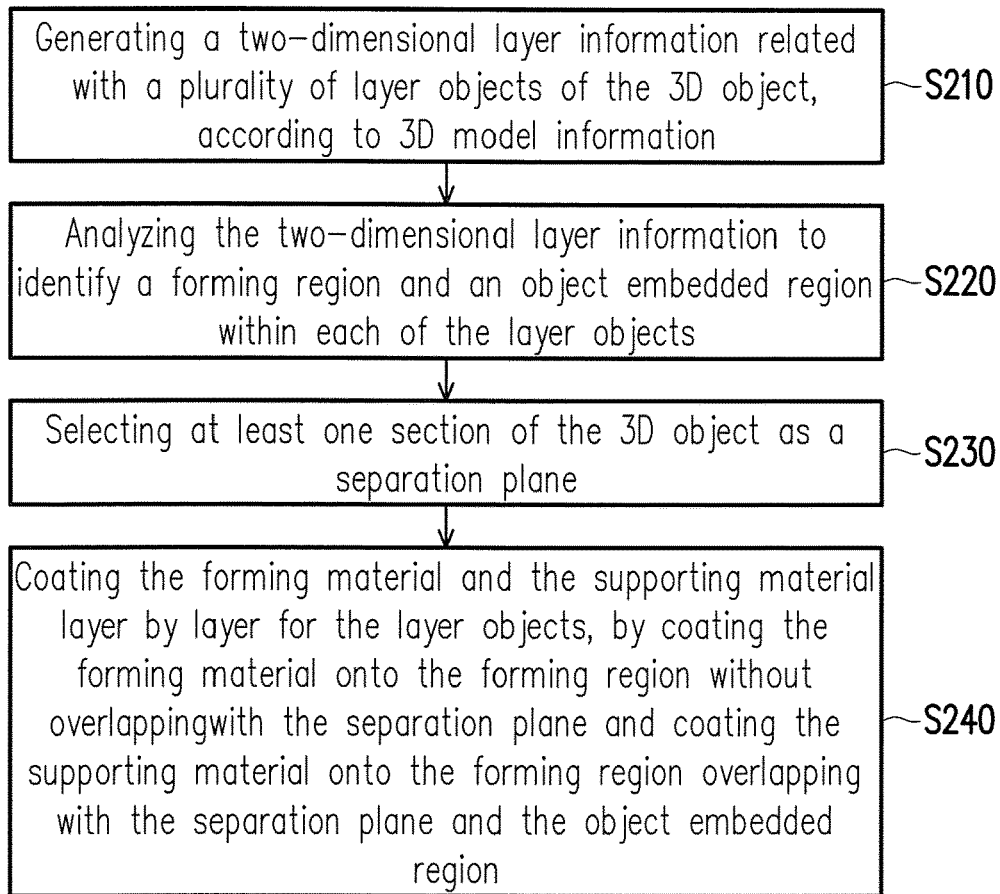 Generating a two-dimensional layer information related
with a plurality of layer objects of the 3D object,
according to 3D model information
S210
Analyzing the two-dimensional layer information to
identify a forming region and an object embedded region
within each of the layer objects
S220
Selecting at least one section of the 3D object as a
separation plane
S230
Coating the forming material and the supporting material
layer by layer for the layer objects, by coating the
forming material onto the forming region without
overlappingwith the separation plane and coating the
supporting material onto the forming region overlapping
with the separation plane and the object embedded
region
S240